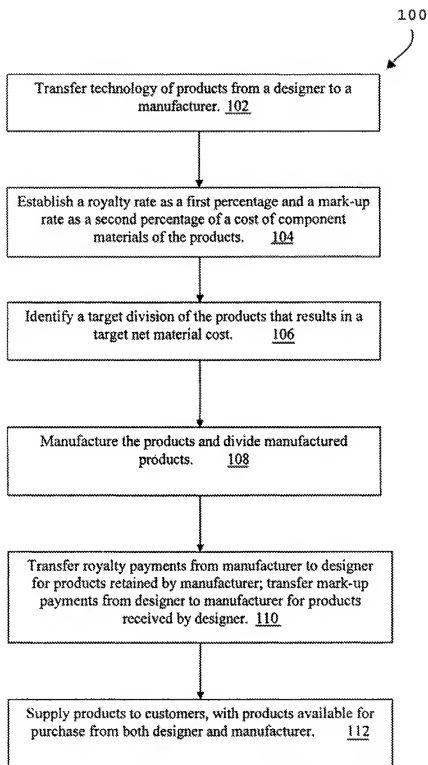 100
Transfer technology of products from a designer to a
manufacturer. 102
Establish a royalty rate as a first percentage and a mark-up
rate as a second percentage of a cost of component
materials of the products. 104
Identify a target division of the products that results in a
target net material cost. 106
Manufacture the products and divide manufactured
products. 108
Transfer royalty payments from manufacturer to designer
for products retained by manufacturer; transfer mark-up
payments from designer to manufacturer for products
received by designer. 110
Supply products to customers, with products available for
purchase from both designer and manufacturer. 112